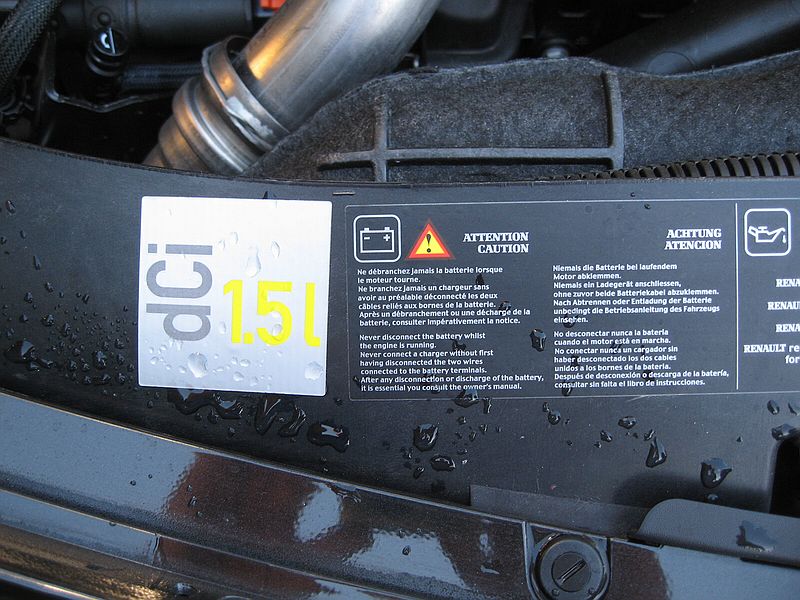 dCi
1.5 l
ATTENTION
CAUTION
ACHTUNG
ATENCION
Ne débranchez jamais la batterie lorsque
le moteur tourne.
Ne branchez jamais un chargeur sans
avoir au préalable déconnecté les deux
câbles reliés aux bornes de la batterie.
Après un débranchement ou une décharge de la
batterie, consulter impérativement la notice.
Never disconnect the battery whilst
the engine is running.
Never connect a charger without first
having disconnected the two wires
connected to the battery terminals.
After any disconnection or discharge of the battery,
it is essential you consult the owner's manual.
Niemals die Batterie bei laufendem
Motor abklemmen.
Niemals ein Ladegerät anschliessen,
ohne zuvor beide Batteriekabel abzuklemmen.
Nach Abtrennen oder Entladung der Batterie
unbedingt die Betriebsanleitung des Fahrzeugs
einsehen.
No desconectar nunca la batería
cuando el motor está en marcha.
No conectar nunca un cargador sin
haber desconectado los dos cables
unidos a los bornes de la batería.
Después de desconexión o descarga de la batería,
consultar sin falta el libro de instrucciones.
RENA
RENAU
RENA
RENAULT re
for